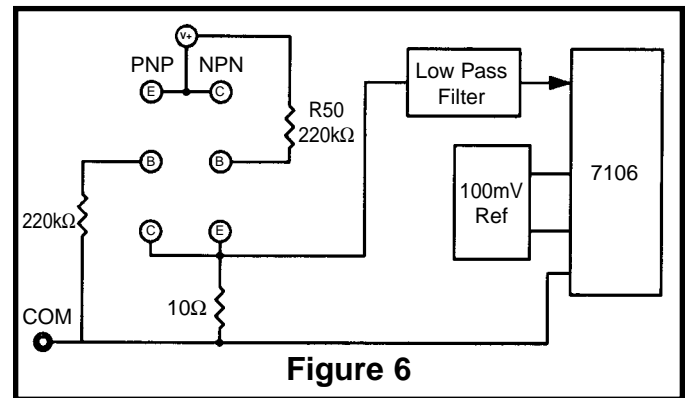 V+
PNP NPN
E C
R50
220kΩ
B B
220kΩ
C E
10Ω
COM
Low Pass
Filter
100mV
Ref
7106
Figure 6